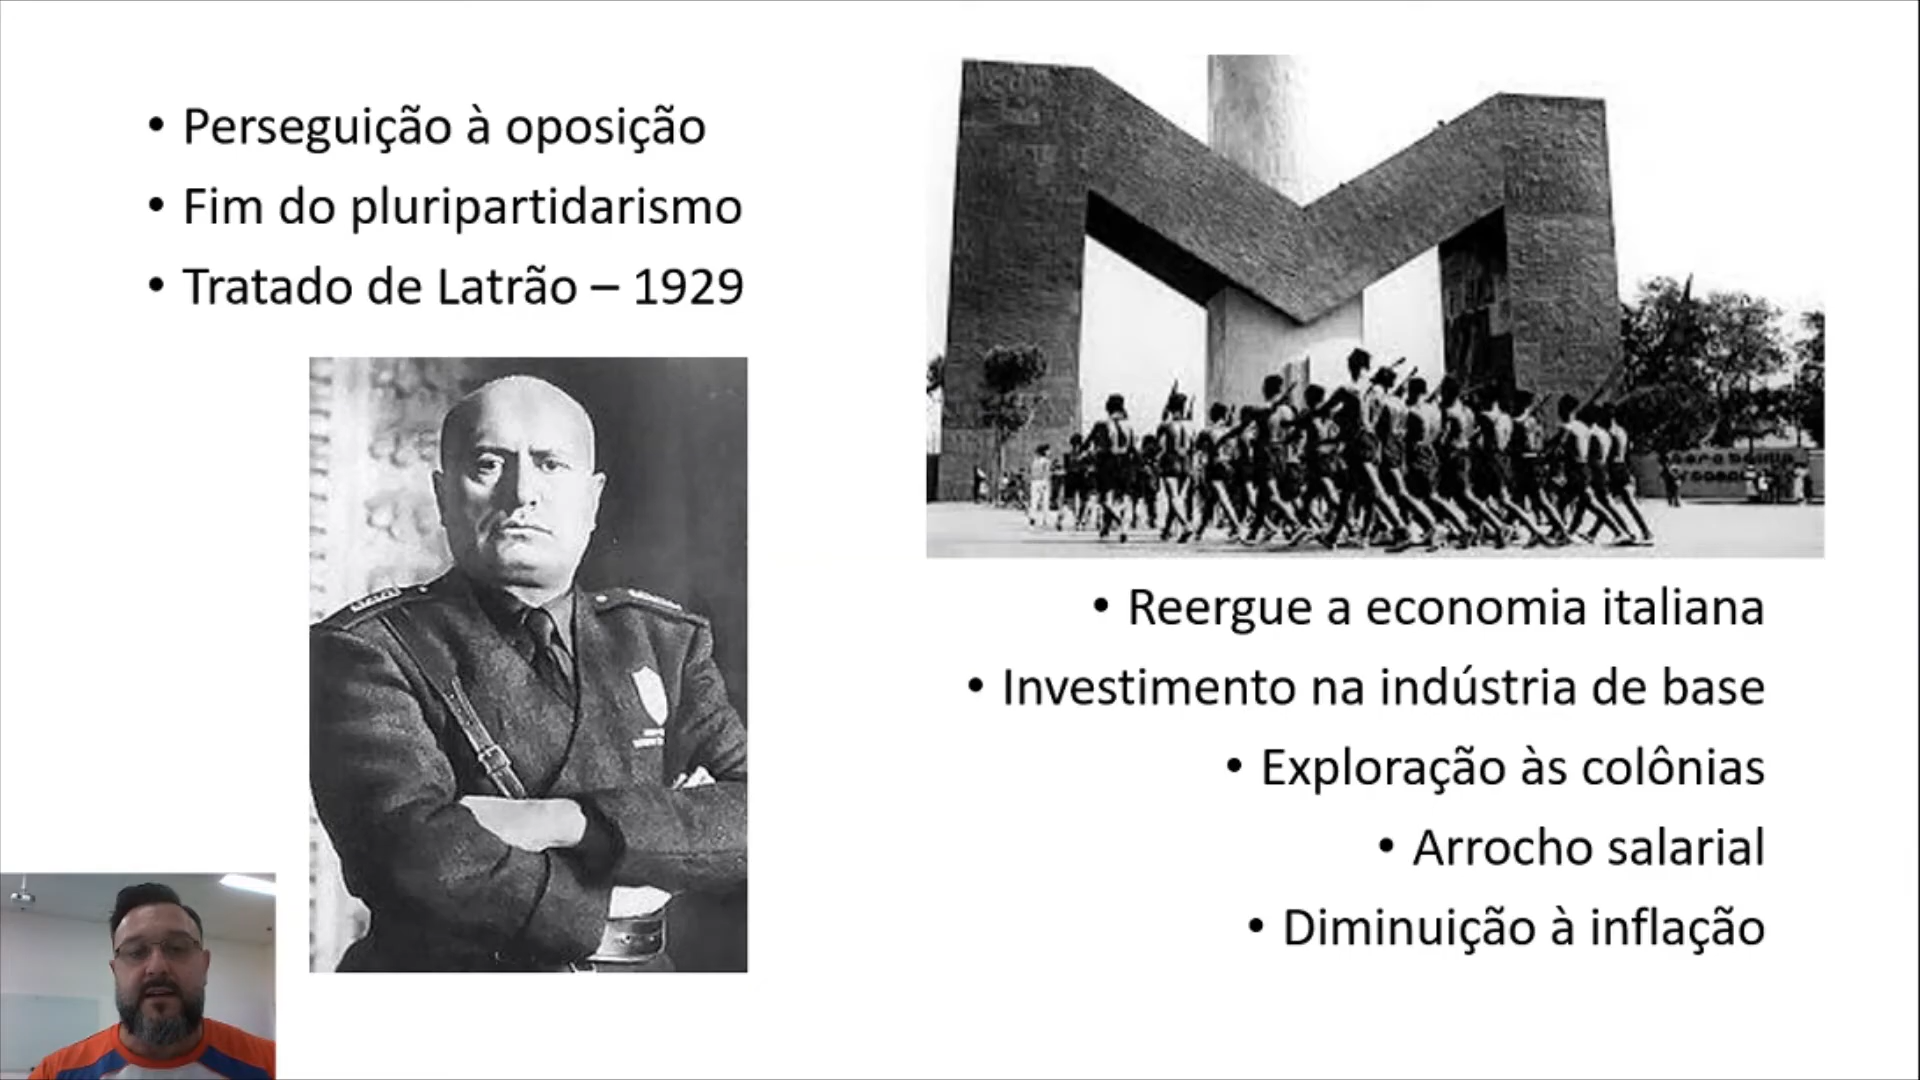 • Perseguição à oposição
• Fim do pluripartidarismo
• Tratado de Latrão – 1929
• Reergue a economia italiana
• Investimento na indústria de base
• Exploração às colônias
• Arrocho salarial
• Diminuição à inflação